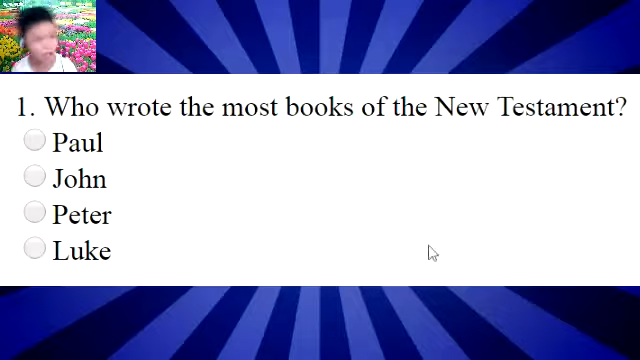 1. Who wrote the most books of the New Testament?
Paul
John
Peter
Luke